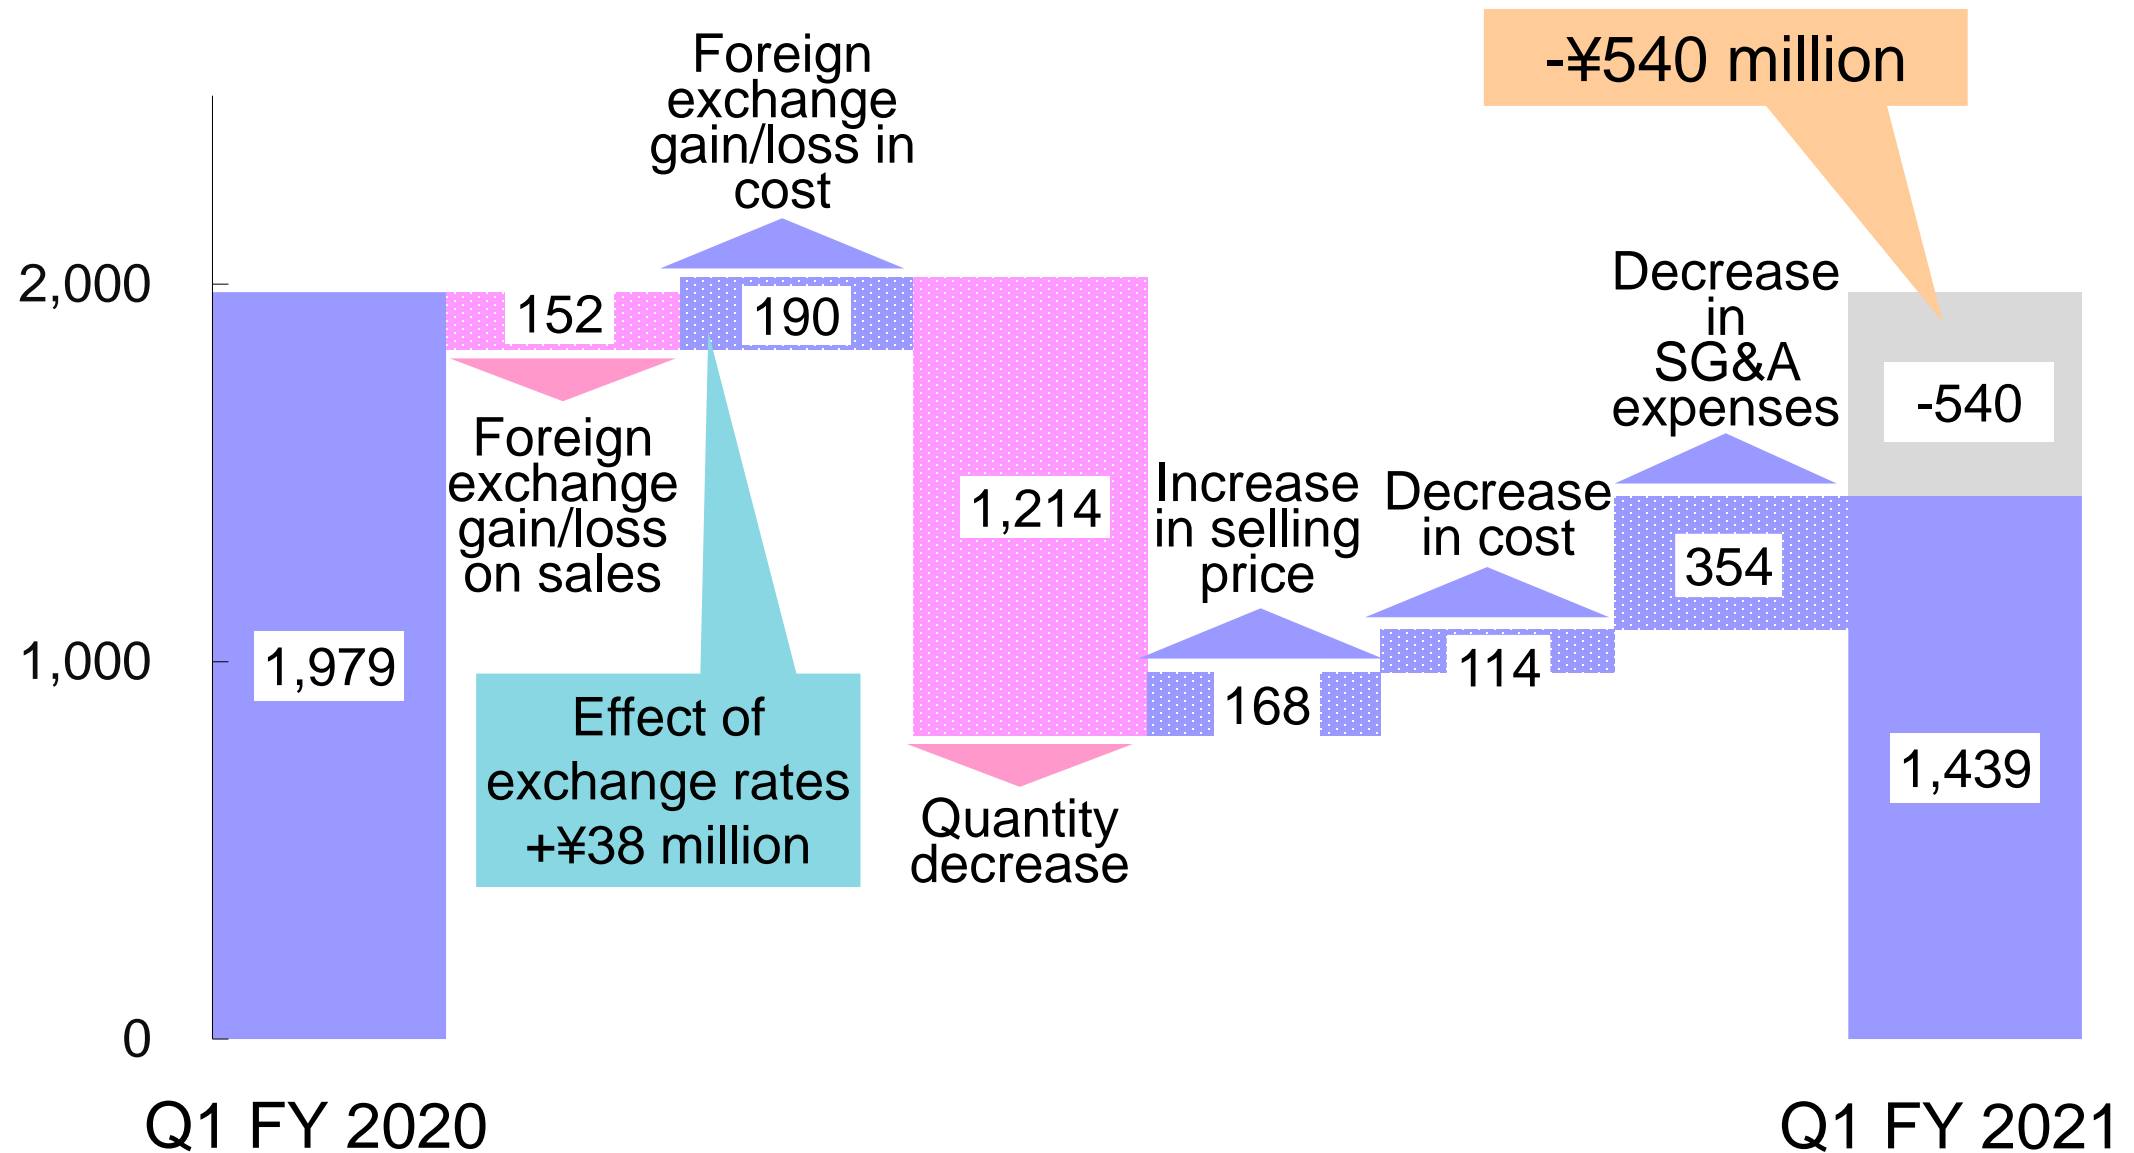 -¥540 million
Foreign
exchange
gain/loss in
cost
2,000
1,000
0
1,979
152
Foreign
exchange
gain/loss
on sales
190
Effect of
exchange rates
+¥38 million
1,214
Quantity
decrease
Increase
in selling
price
168
Decrease
in cost
114
Decrease
in
SG&A
expenses
354
-540
1,439
Q1 FY 2020
Q1 FY 2021